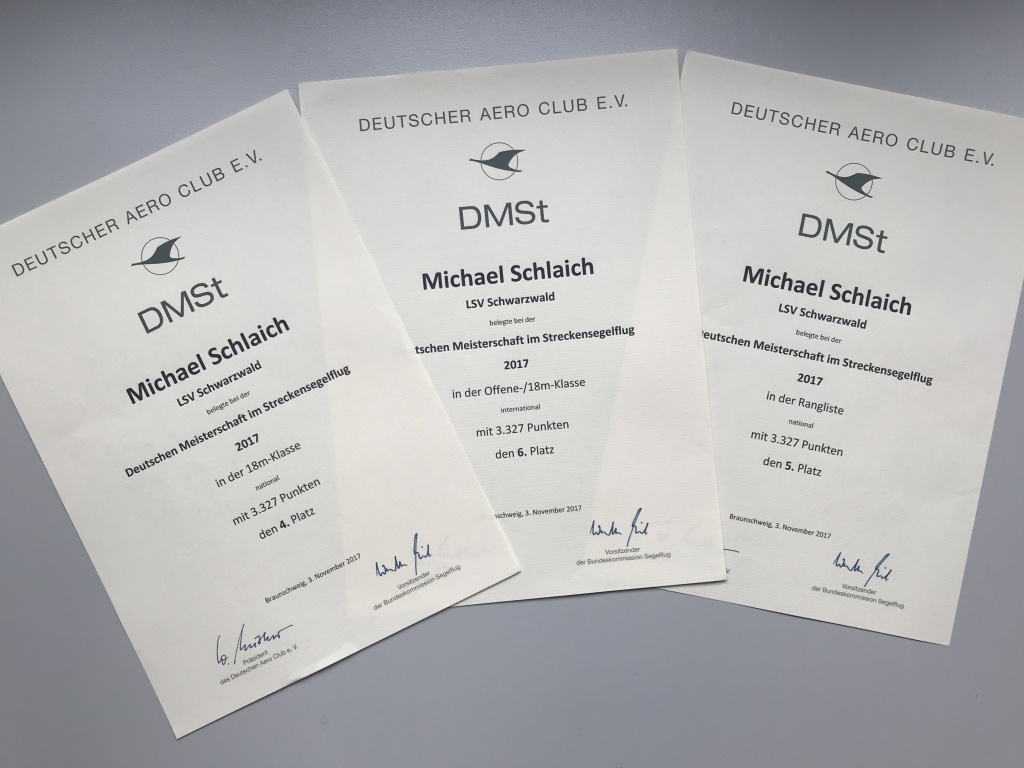 DEUTSCHER AERO CLUB E.V.
DMSt
Michael Schlaich
LSV Schwarzwald
belegte bei der
Deutschen Meisterschaft im Streckensegelflug
2017
in der 18m-Klasse
national
mit 3.327 Punkten
den 4. Platz
Braunschweig, 3. November 2017
Vorsitzender
der Bundeskommission Segelflug
Präsident
des Deutschen Aero Club e. V.
DEUTSCHER AERO CLUB E.V.
DMSt
Michael Schlaich
LSV Schwarzwald
belegte bei der
tschen Meisterschaft im Streckensegelflug
2017
in der Offene-/18m-Klasse
international
mit 3.327 Punkten
den 6. Platz
nschweig, 3. November 2017
Vorsitzender
der Bundeskommission Segelflug
DEUTSCHER AERO CLUB E.V.
DMSt
Michael Schlaich
LSV Schwarzwald
belegte bei der
Deutschen Meisterschaft im Streckensegelflug
2017
in der Rangliste
national
mit 3.327 Punkten
den 5. Platz
Braunschweig, 3. November 2017
Vorsitzender
der Bundeskommission Segelflug
V.